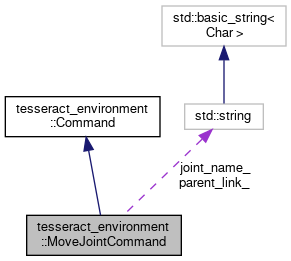 std::basic_string<
Char >
tesseract_environment
::Command
std::string
joint_name_
parent_link_
tesseract_environment
::MoveJointCommand